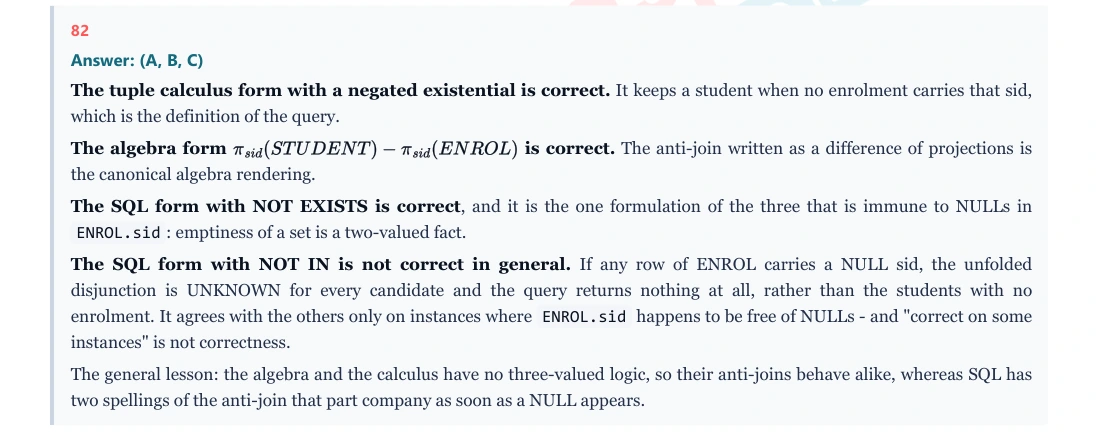 82
Answer: (A, B, C)
The tuple calculus form with a negated existential is correct. It keeps a student when no enrolment carries that sid,
which is the definition of the query.
The algebra form π_sid(STUDENT) − π_sid(ENROL) is correct. The anti-join written as a difference of projections is
the canonical algebra rendering.
The SQL form with NOT EXISTS is correct, and it is the one formulation of the three that is immune to NULLs in
ENROL.sid : emptiness of a set is a two-valued fact.
The SQL form with NOT IN is not correct in general. If any row of ENROL carries a NULL sid, the unfolded
disjunction is UNKNOWN for every candidate and the query returns nothing at all, rather than the students with no
enrolment. It agrees with the others only on instances where ENROL.sid happens to be free of NULLs - and "correct on some
instances" is not correctness.
The general lesson: the algebra and the calculus have no three-valued logic, so their anti-joins behave alike, whereas SQL has
two spellings of the anti-join that part company as soon as a NULL appears.